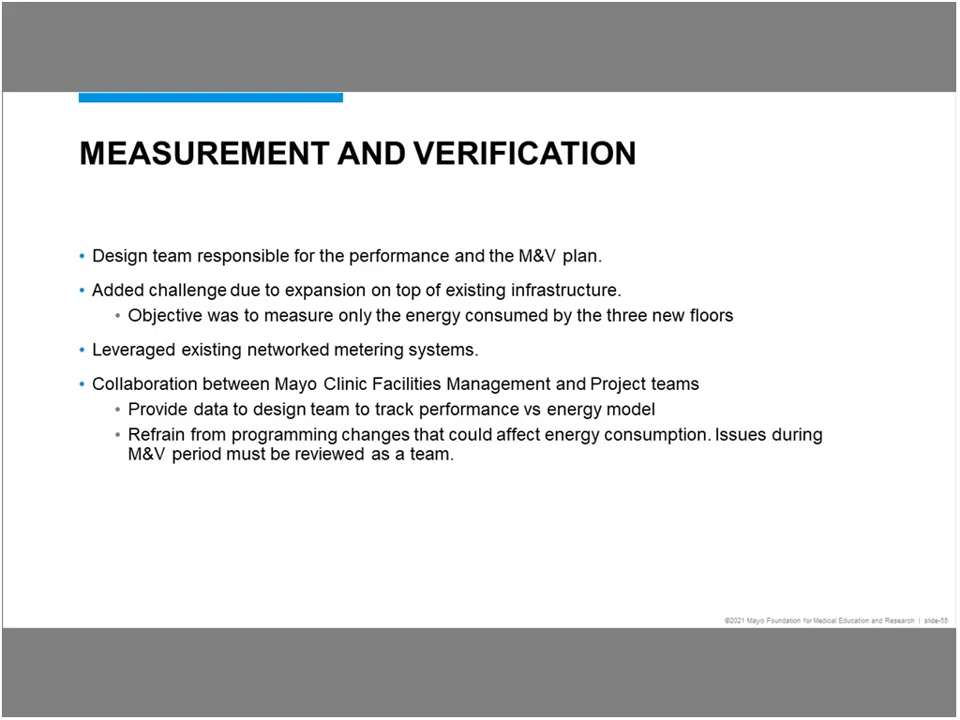 MEASUREMENT AND VERIFICATION
• Design team responsible for the performance and the M&V plan.
• Added challenge due to expansion on top of existing infrastructure.
• Objective was to measure only the energy consumed by the three new floors
• Leveraged existing networked metering systems.
• Collaboration between Mayo Clinic Facilities Management and Project teams
• Provide data to design team to track performance vs energy model
• Refrain from programming changes that could affect energy consumption. Issues during
M&V period must be reviewed as a team.
©2021 Mayo Foundation for Medical Education and Research | slide-55